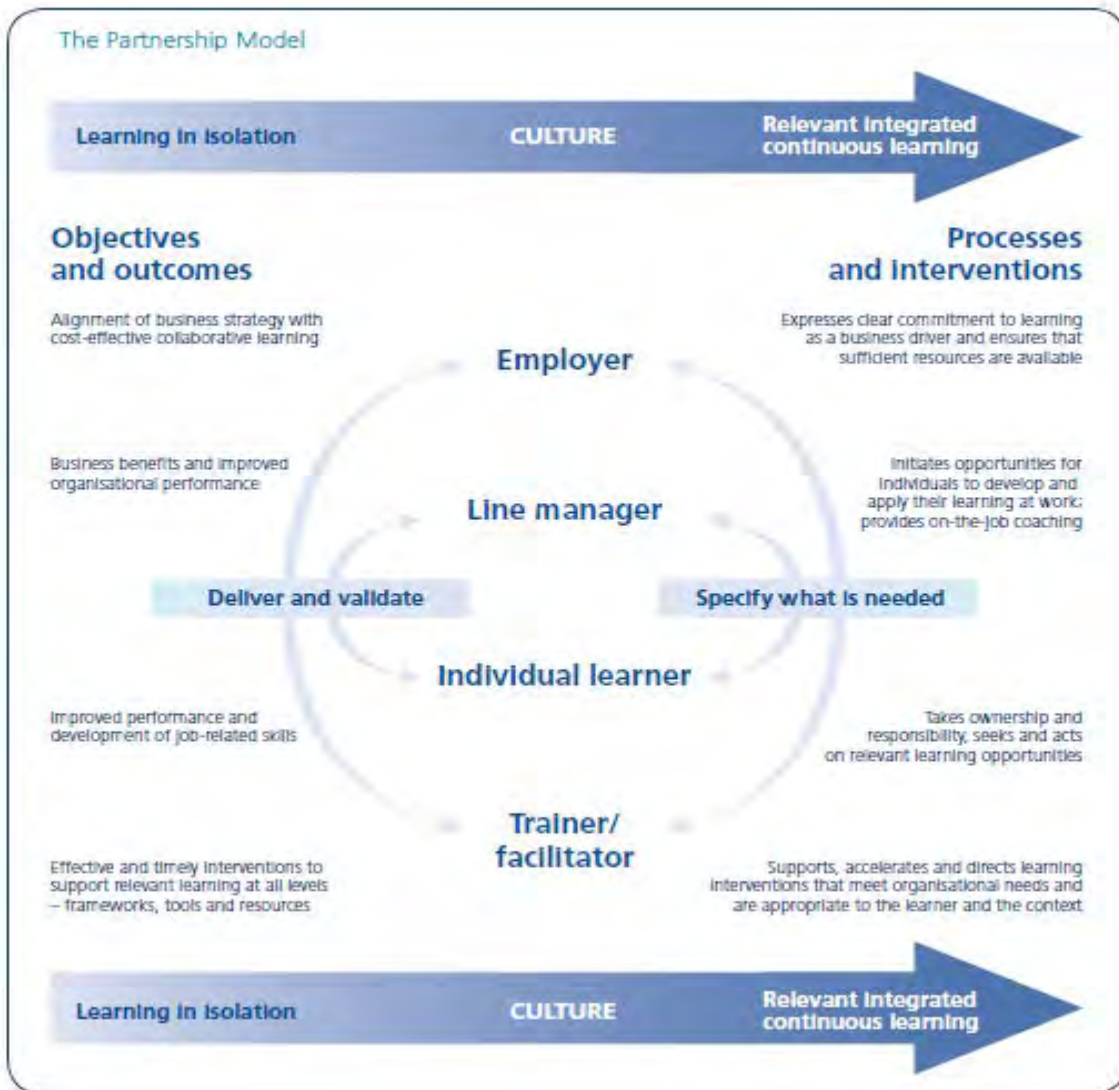 The Partnership Model
Learning in isolation
CULTURE
Relevant integrated
continuous learning
Objectives
and outcomes
Processes
and interventions
Alignment of business strategy with
cost-effective collaborative learning
Employer
Expresses clear commitment to learning
as a business driver and ensures that
sufficient resources are available
Business benefits and improved
organisational performance
Line manager
Initiates opportunities for
individuals to develop and
apply their learning at work;
provides on-the-job coaching
Deliver and validate
Specify what is needed
Individual learner
Improved performance and
development of job-related skills
Takes ownership and
responsibility, seeks and acts
on relevant learning opportunities
Trainer/
facilitator
Effective and timely interventions to
support relevant learning at all levels
– frameworks, tools and resources
Supports, accelerates and directs learning
interventions that meet organisational needs and
are appropriate to the learner and the context
Learning in isolation
CULTURE
Relevant integrated
continuous learning